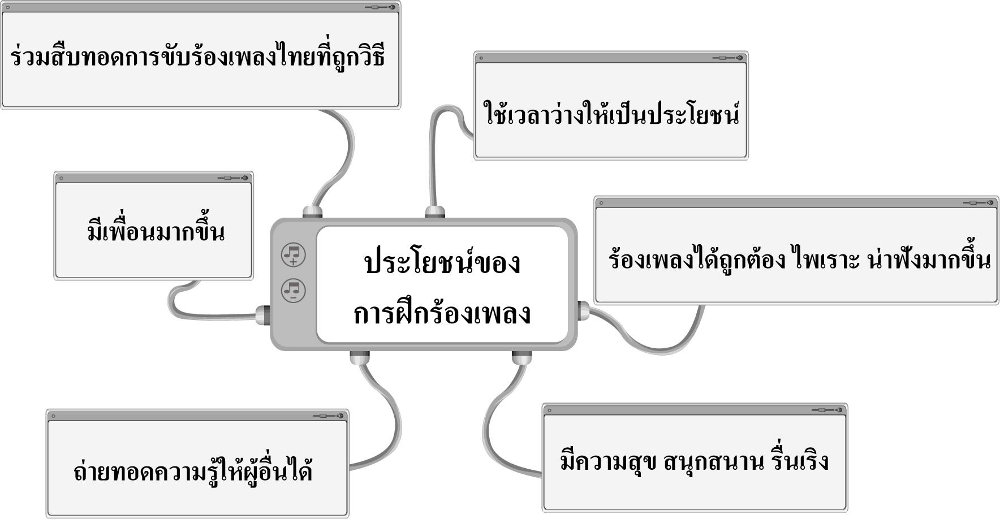 ร่วมสืบทอดการขับร้องเพลงไทยที่ถูกวิธี
ใช้เวลาว่างให้เป็นประโยชน์
มีเพื่อนมากขึ้น
ร้องเพลงได้ถูกต้อง ไพเราะ น่าฟังมากขึ้น
ประโยชน์ของ
การฝึกร้องเพลง
ถ่ายทอดความรู้ให้ผู้อื่นได้
มีความสุข สนุกสนาน รื่นเริง